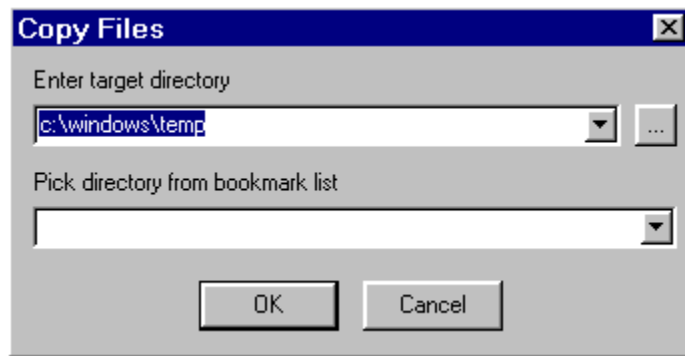 Copy Files
Enter target directory
c:\windows\temp
...
Pick directory from bookmark list
OK
Cancel